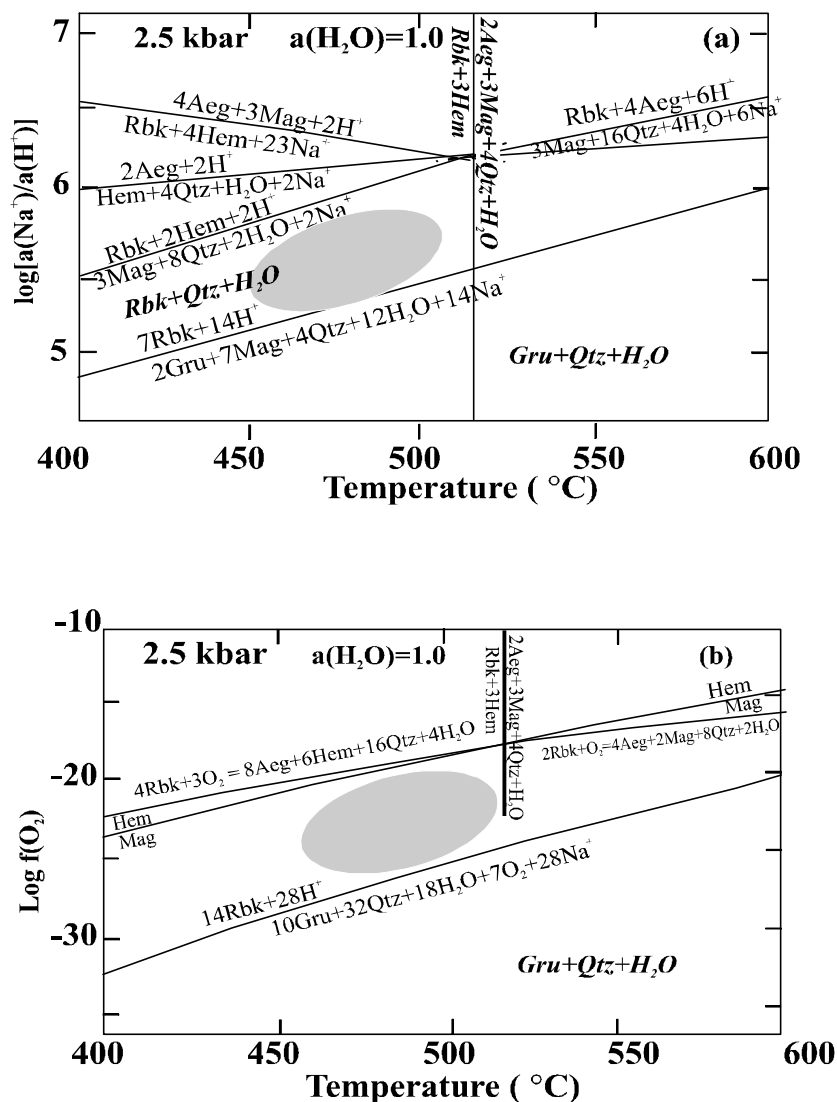 7
2.5 kbar a(H₂O)=1.0 (a)
2Aeg+3Mag+4Qtz+H₂O
Rbk+3Hem
4Aeg+3Mag+2H⁺
Rbk+4Hem+23Na⁺
Rbk+4Aeg+6H⁺
3Mag+16Qtz+4H₂O+6Na⁺
2Aeg+2H⁺
Hem+4Qtz+H₂O+2Na⁺
6
Rbk+2Hem+2H⁺
3Mag+8Qtz+2H₂O+2Na⁺
Rbk+Qtz+H₂O
7Rbk+14H⁺
2Gru+7Mag+4Qtz+12H₂O+14Na⁺
5
Gru+Qtz+H₂O
log[a(Na⁺)/a(H⁺]
400 450 500 550 600
Temperature ( °C)
-10
2.5 kbar a(H₂O)=1.0 (b)
2Aeg+3Mag+4Qtz+H₂O
Rbk+3Hem
Hem
Mag
4Rbk+3O₂ = 8Aeg+6Hem+16Qtz+4H₂O
2Rbk+O₂=4Aeg+2Mag+8Qtz+2H₂O
-20
Hem
Mag
14Rbk+28H⁺
10Gru+32Qtz+18H₂O+7O₂+28Na⁺
-30
Gru+Qtz+H₂O
Log f(O₂)
400 450 500 550 600
Temperature ( °C)